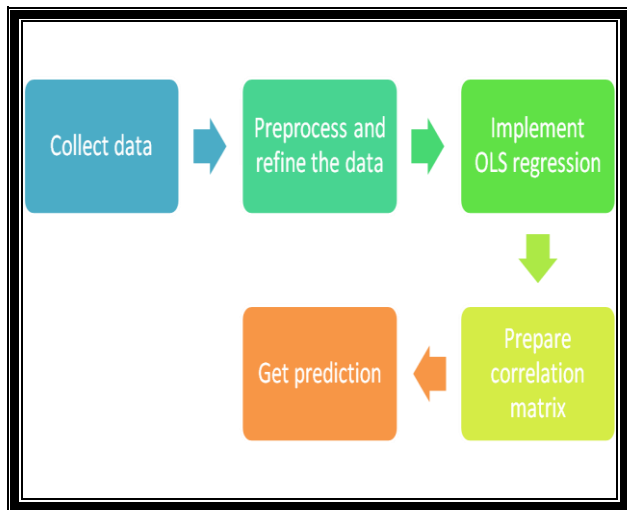 Collect data
Preprocess and
refine the data
Implement
OLS regression
Prepare
correlation
matrix
Get prediction